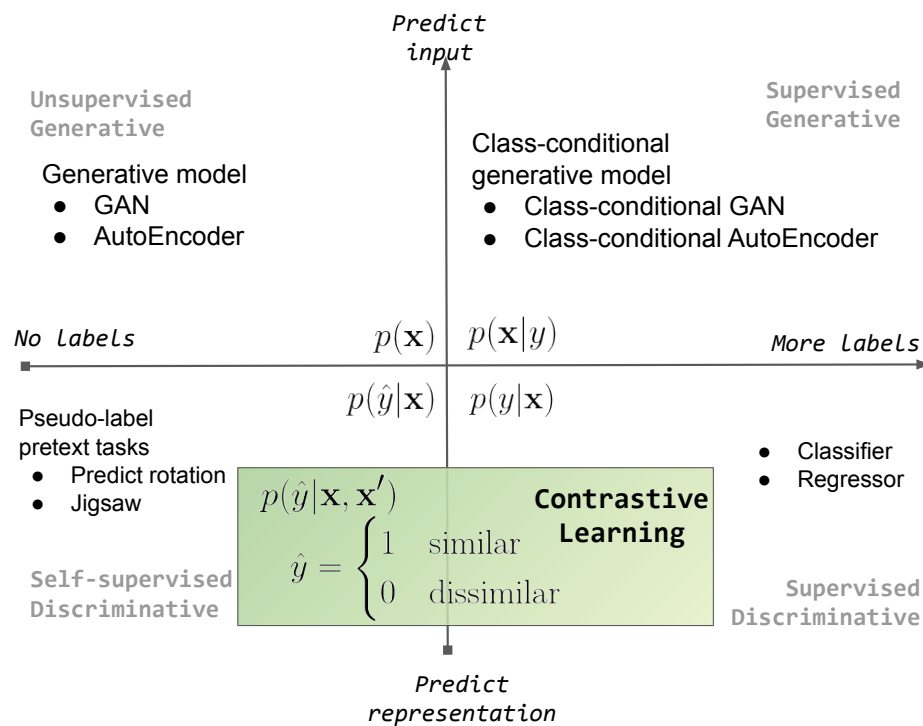 Predict
input
Unsupervised
Generative
Supervised
Generative
Generative model
● GAN
● AutoEncoder
Class-conditional
generative model
● Class-conditional GAN
● Class-conditional AutoEncoder
No labels
p(𝐱)
p(𝐱|y)
More labels
p(ŷ|𝐱)
p(y|𝐱)
Pseudo-label
pretext tasks
● Predict rotation
● Jigsaw
● Classifier
● Regressor
p(ŷ|𝐱, 𝐱′)
ŷ = { 1 similar
0 dissimilar
Contrastive
Learning
Self-supervised
Discriminative
Supervised
Discriminative
Predict
representation